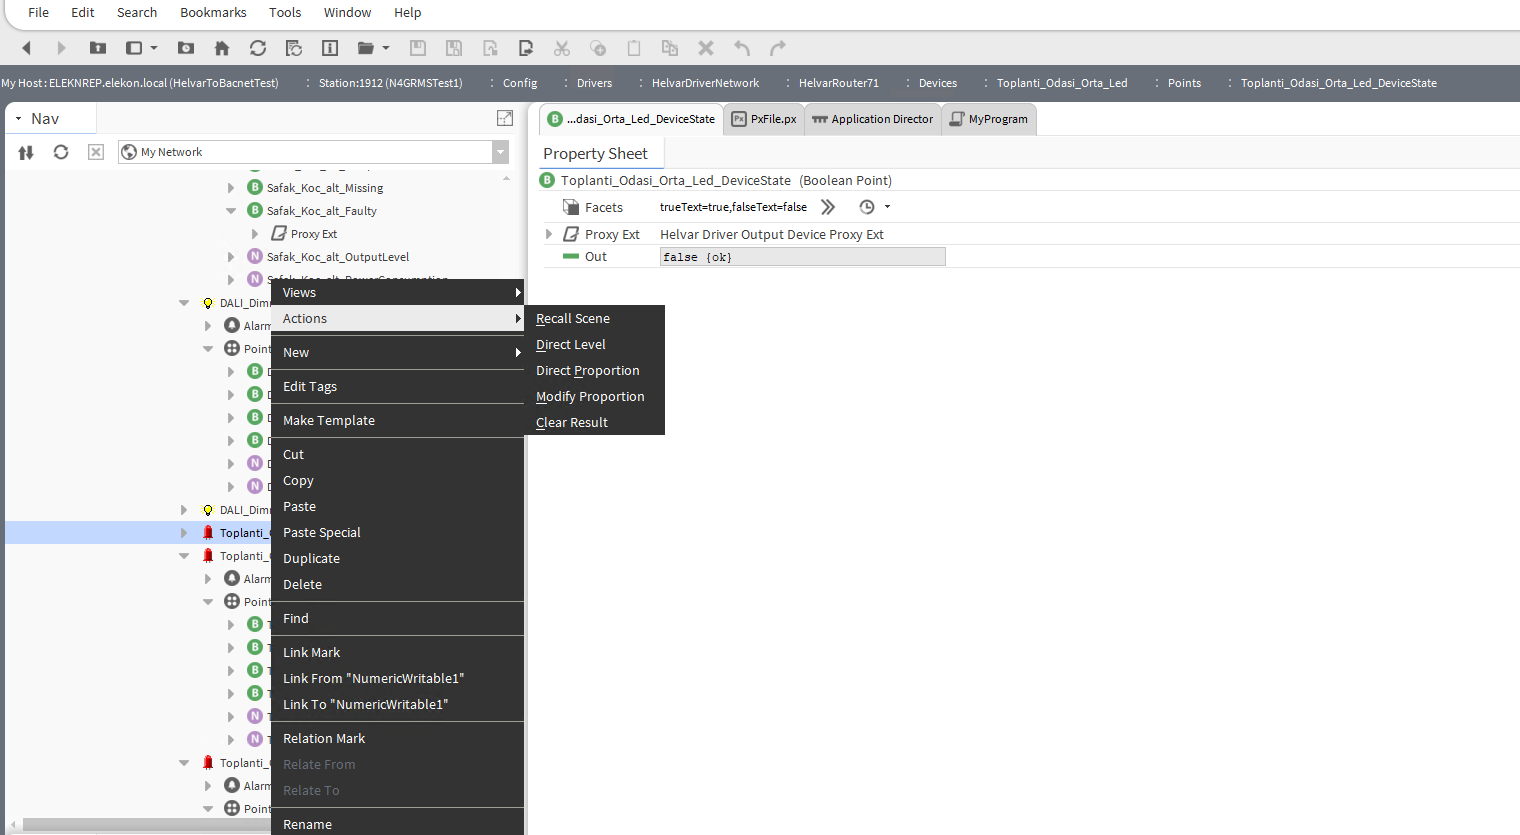 File Edit Search Bookmarks Tools Window Help
My Host : ELEKNREP.elekon.local (HelvarToBacnetTest) : Station:1912 (N4GRMSTest1) : Config : Drivers : HelvarDriverNetwork : HelvarRouter71 : Devices : Toplanti_Odasi_Orta_Led : Points : Toplanti_Odasi_Orta_Led_DeviceState
Nav
My Network
Safak_Koc_alt_Missing
Safak_Koc_alt_Faulty
Proxy Ext
Safak_Koc_alt_OutputLevel
Safak_Koc_alt_PowerConsumption
DALI_Dim
Alarm
Point
DALI_Dim
Toplanti_
Toplanti_
Alarm
Point
Toplanti_
Alarm
Point
Views
Actions
New
Edit Tags
Make Template
Cut
Copy
Paste
Paste Special
Duplicate
Delete
Find
Link Mark
Link From "NumericWritable1"
Link To "NumericWritable1"
Relation Mark
Relate From
Relate To
Rename
Recall Scene
Direct Level
Direct Proportion
Modify Proportion
Clear Result
B ...dasi_Orta_Led_DeviceState Px PxFile.px Application Director MyProgram
Property Sheet
B Toplanti_Odasi_Orta_Led_DeviceState (Boolean Point)
Facets trueText=true,falseText=false
Proxy Ext Helvar Driver Output Device Proxy Ext
Out false {ok}